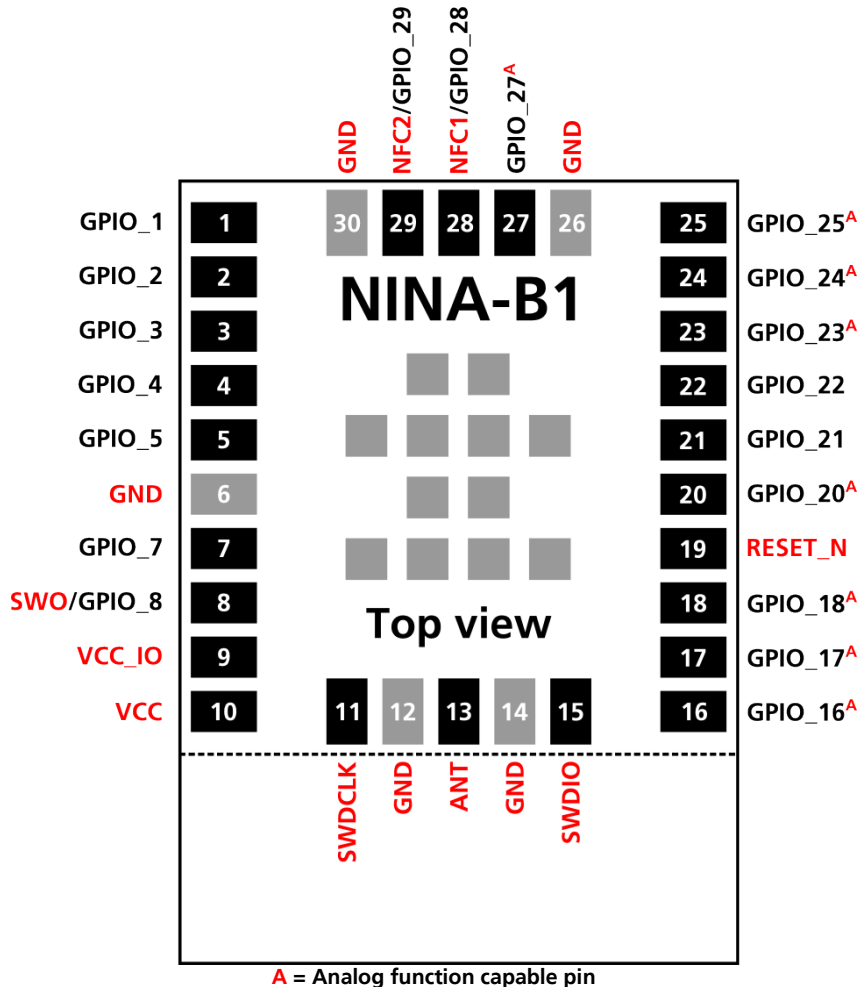 GND
NFC2/GPIO_29
NFC1/GPIO_28
GPIO_27A
GND
30 29 28 27 26
GPIO_1 1 25 GPIO_25A
GPIO_2 2 24 GPIO_24A
NINA-B1
GPIO_3 3 23 GPIO_23A
GPIO_4 4 22 GPIO_22
GPIO_5 5 21 GPIO_21
GND 6 20 GPIO_20A
GPIO_7 7 19 RESET_N
SWO/GPIO_8 8 18 GPIO_18A
Top view
VCC_IO 9 17 GPIO_17A
VCC 10 16 GPIO_16A
11 12 13 14 15
SWDCLK
GND
ANT
GND
SWDIO
A = Analog function capable pin